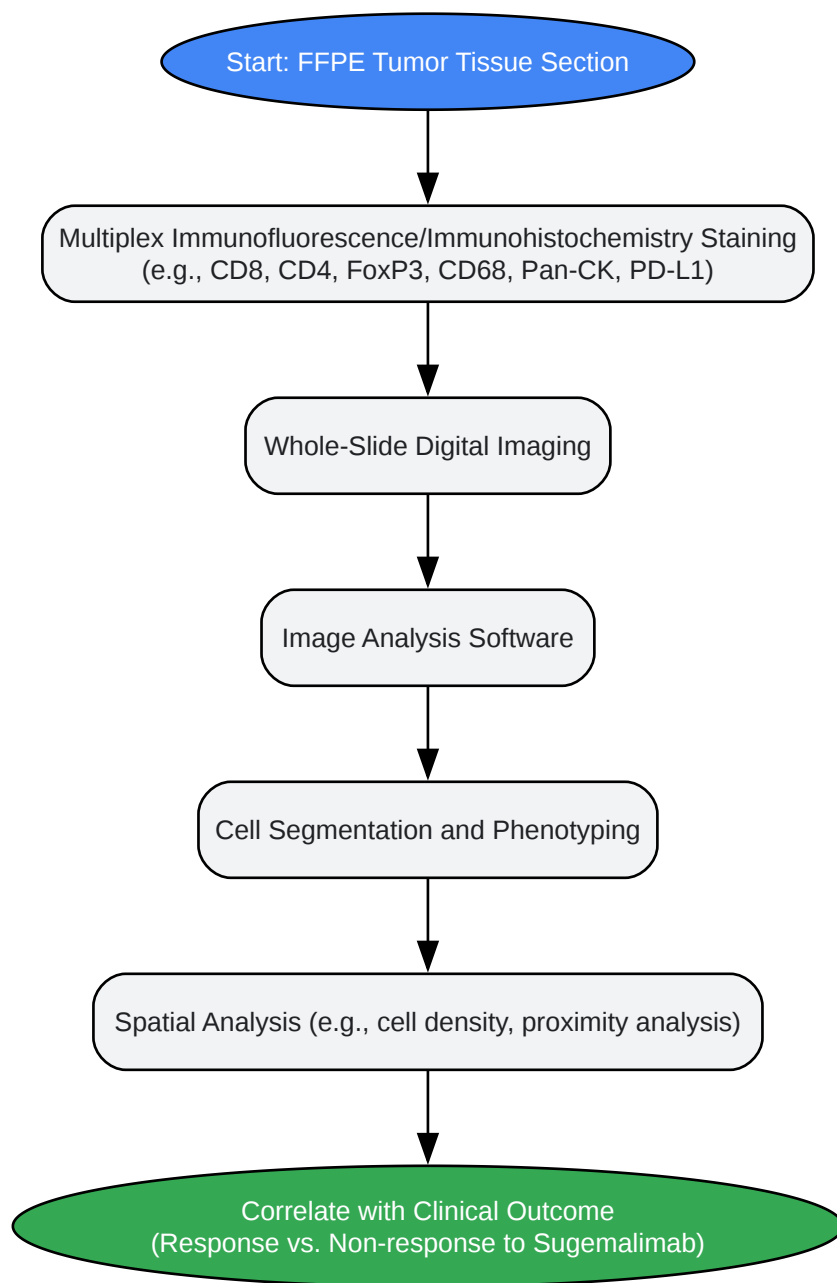 Start: FFPE Tumor Tissue Section
Multiplex Immunofluorescence/Immunohistochemistry Staining
(e.g., CD8, CD4, FoxP3, CD68, Pan-CK, PD-L1)
Whole-Slide Digital Imaging
Image Analysis Software
Cell Segmentation and Phenotyping
Spatial Analysis (e.g., cell density, proximity analysis)
Correlate with Clinical Outcome
(Response vs. Non-response to Sugemalimab)